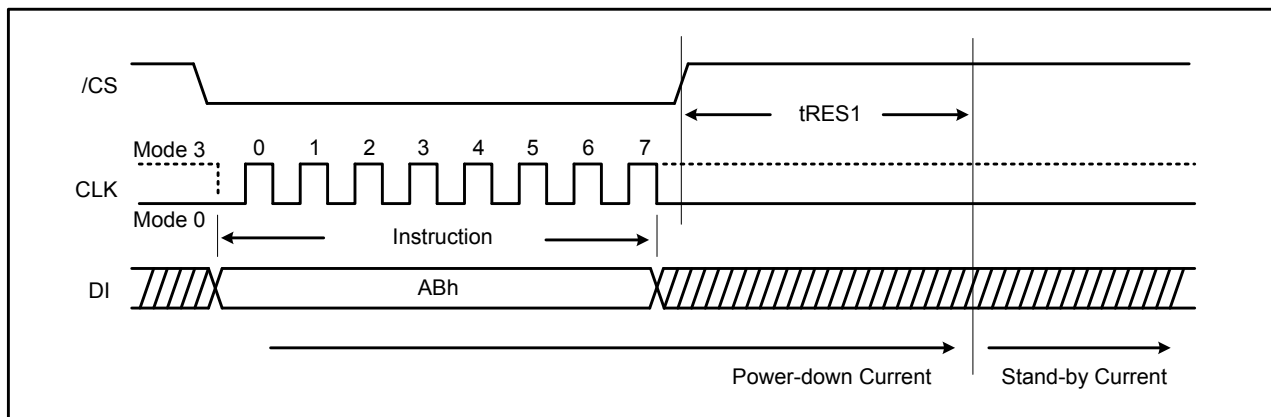 /CS
tRES1
Mode 3
0 1 2 3 4 5 6 7
CLK
Mode 0
Instruction
DI
ABh
Power-down Current
Stand-by Current